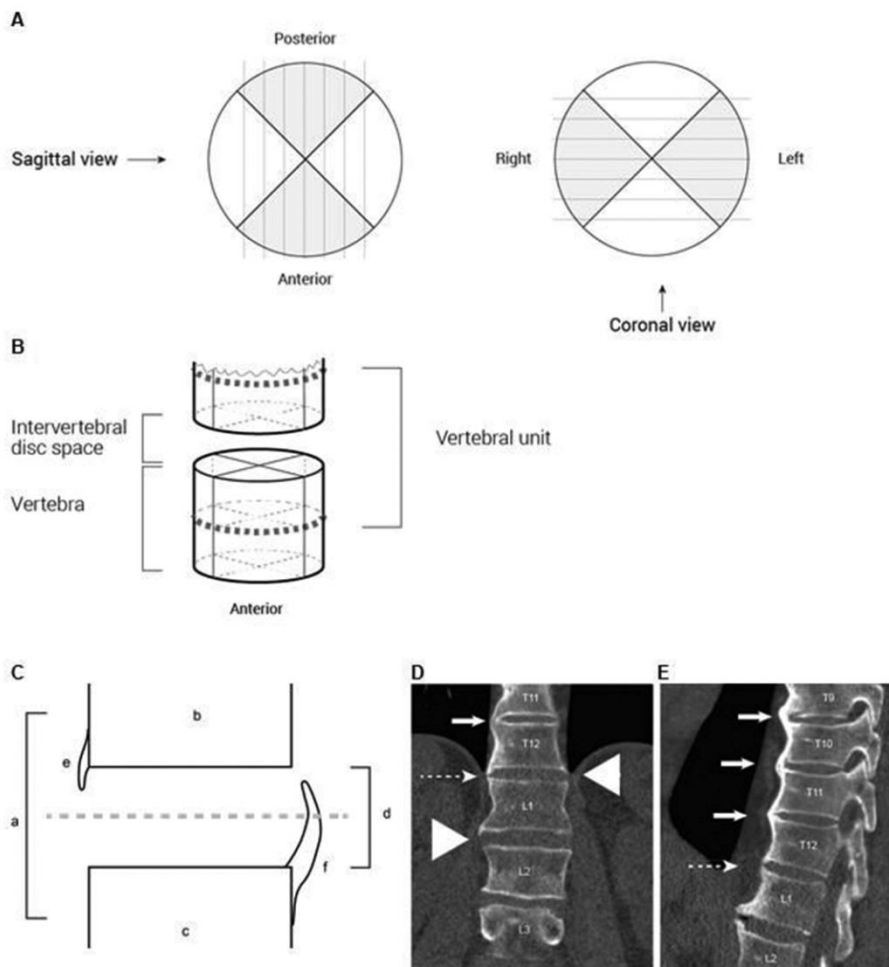 A
Posterior
Sagittal view
Right
Left
Anterior
Coronal view
B
Intervertebral
disc space
Vertebra
Vertebral unit
Anterior
C
b
e
a
d
f
c
D
T11
T12
L1
L2
L3
E
T9
T10
T11
T12
L1
L2